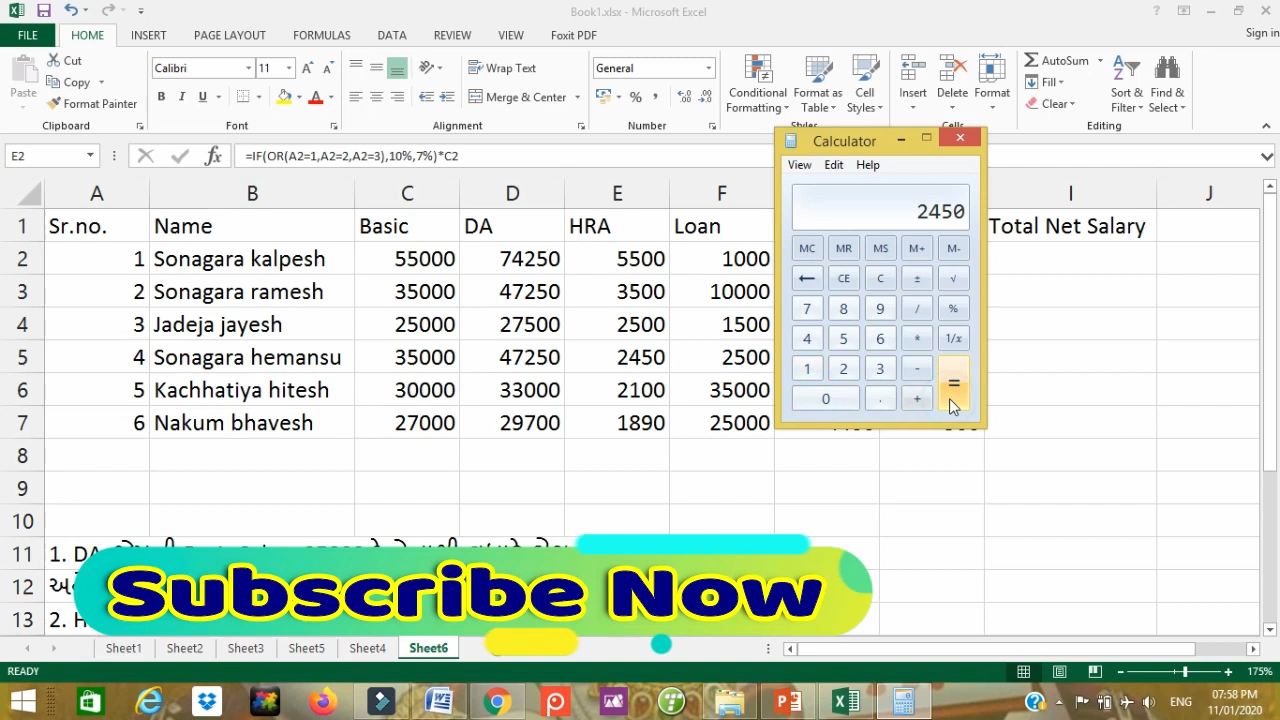 Book1.xlsx - Microsoft Excel
FILE HOME INSERT PAGE LAYOUT FORMULAS DATA REVIEW VIEW Foxit PDF Sign in
Cut
Copy
Format Painter
Paste
Clipboard
Calibri 11
B I U
Font
Wrap Text
Merge & Center
Alignment
General
Number
Conditional Formatting
Format as Table
Cell Styles
Styles
Insert Delete Format
Cells
AutoSum
Fill
Clear
Sort & Filter
Find & Select
Editing
E2 fx =IF(OR(A2=1,A2=2,A2=3),10%,7%)*C2
Calculator
View Edit Help
2450
MC MR MS M+ M-
← CE C ± √
7 8 9 / %
4 5 6 * 1/x
1 2 3 - =
0 . +
A B C D E F I J
1 Sr.no. Name Basic DA HRA Loan Total Net Salary
2 1 Sonagara kalpesh 55000 74250 5500 1000
3 2 Sonagara ramesh 35000 47250 3500 10000
4 3 Jadeja jayesh 25000 27500 2500 1500
5 4 Sonagara hemansu 35000 47250 2450 2500
6 5 Kachhatiya hitesh 30000 33000 2100 35000
7 6 Nakum bhavesh 27000 29700 1890 25000
8
9
10
11 1. DA
12
13 2. H
Subscribe Now
Sheet1 Sheet2 Sheet3 Sheet5 Sheet4 Sheet6
READY 175%
ENG 07:58 PM
11/01/2020